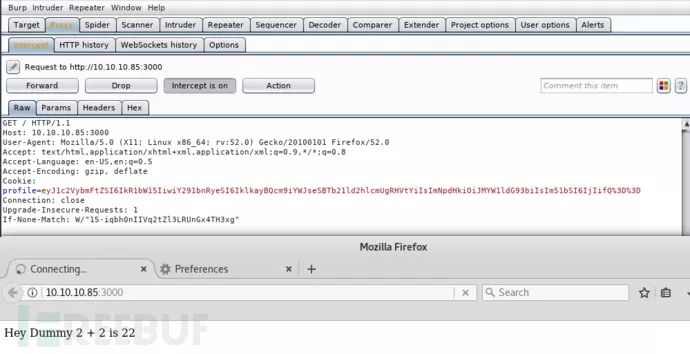 Burp Intruder Repeater Window Help
Target Proxy Spider Scanner Intruder Repeater Sequencer Decoder Comparer Extender Project options User options Alerts
Intercept HTTP history WebSockets history Options
Request to http://10.10.10.85:3000
Forward Drop Intercept is on Action Comment this item ?
Raw Params Headers Hex
GET / HTTP/1.1
Host: 10.10.10.85:3000
User-Agent: Mozilla/5.0 (X11; Linux x86_64; rv:52.0) Gecko/20100101 Firefox/52.0
Accept: text/html,application/xhtml+xml,application/xml;q=0.9,*/*;q=0.8
Accept-Language: en-US,en;q=0.5
Accept-Encoding: gzip, deflate
Cookie:
profile=eyJ1c2VybmFtZSI6IkR1bW15IiwiY291bnRyeSI6IklkayBQcm9iYWJseSBTb21ld2hlcmUgRHVtYiIsImNpdHkiOiJMYW1ldG93biIsIm51bSI6IjIifQ%3D%3D
Connection: close
Upgrade-Insecure-Requests: 1
If-None-Match: W/"15-iqbh0nIIVq2tZl3LRUnGx4TH3xg"
Mozilla Firefox
Connecting... Preferences
10.10.10.85:3000 Search
Hey Dummy 2 + 2 is 22
FREEBUF